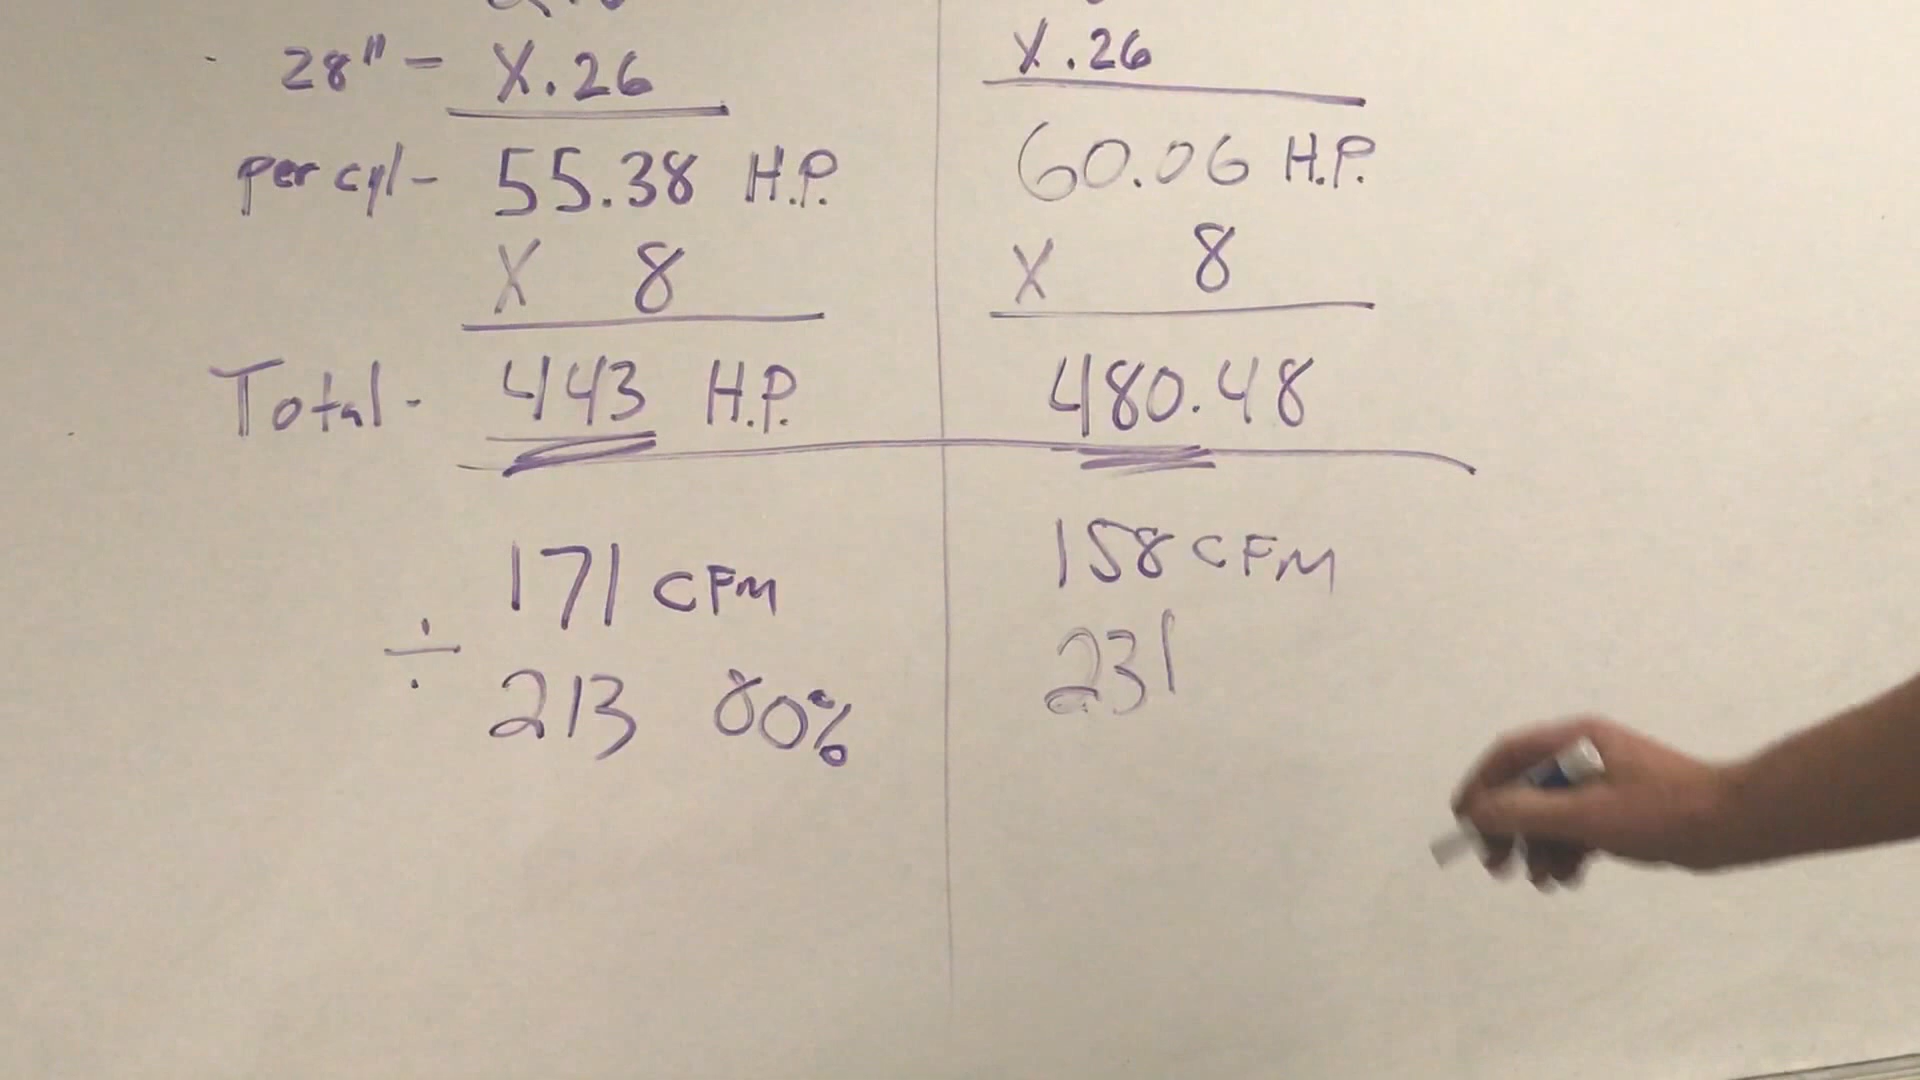 28" - X.26
per cyl - 55.38 H.P.
X 8
Total - 443 H.P.
171 CFM
÷
213 80%
X .26
60.06 H.P.
X 8
480.48
158 CFM
231